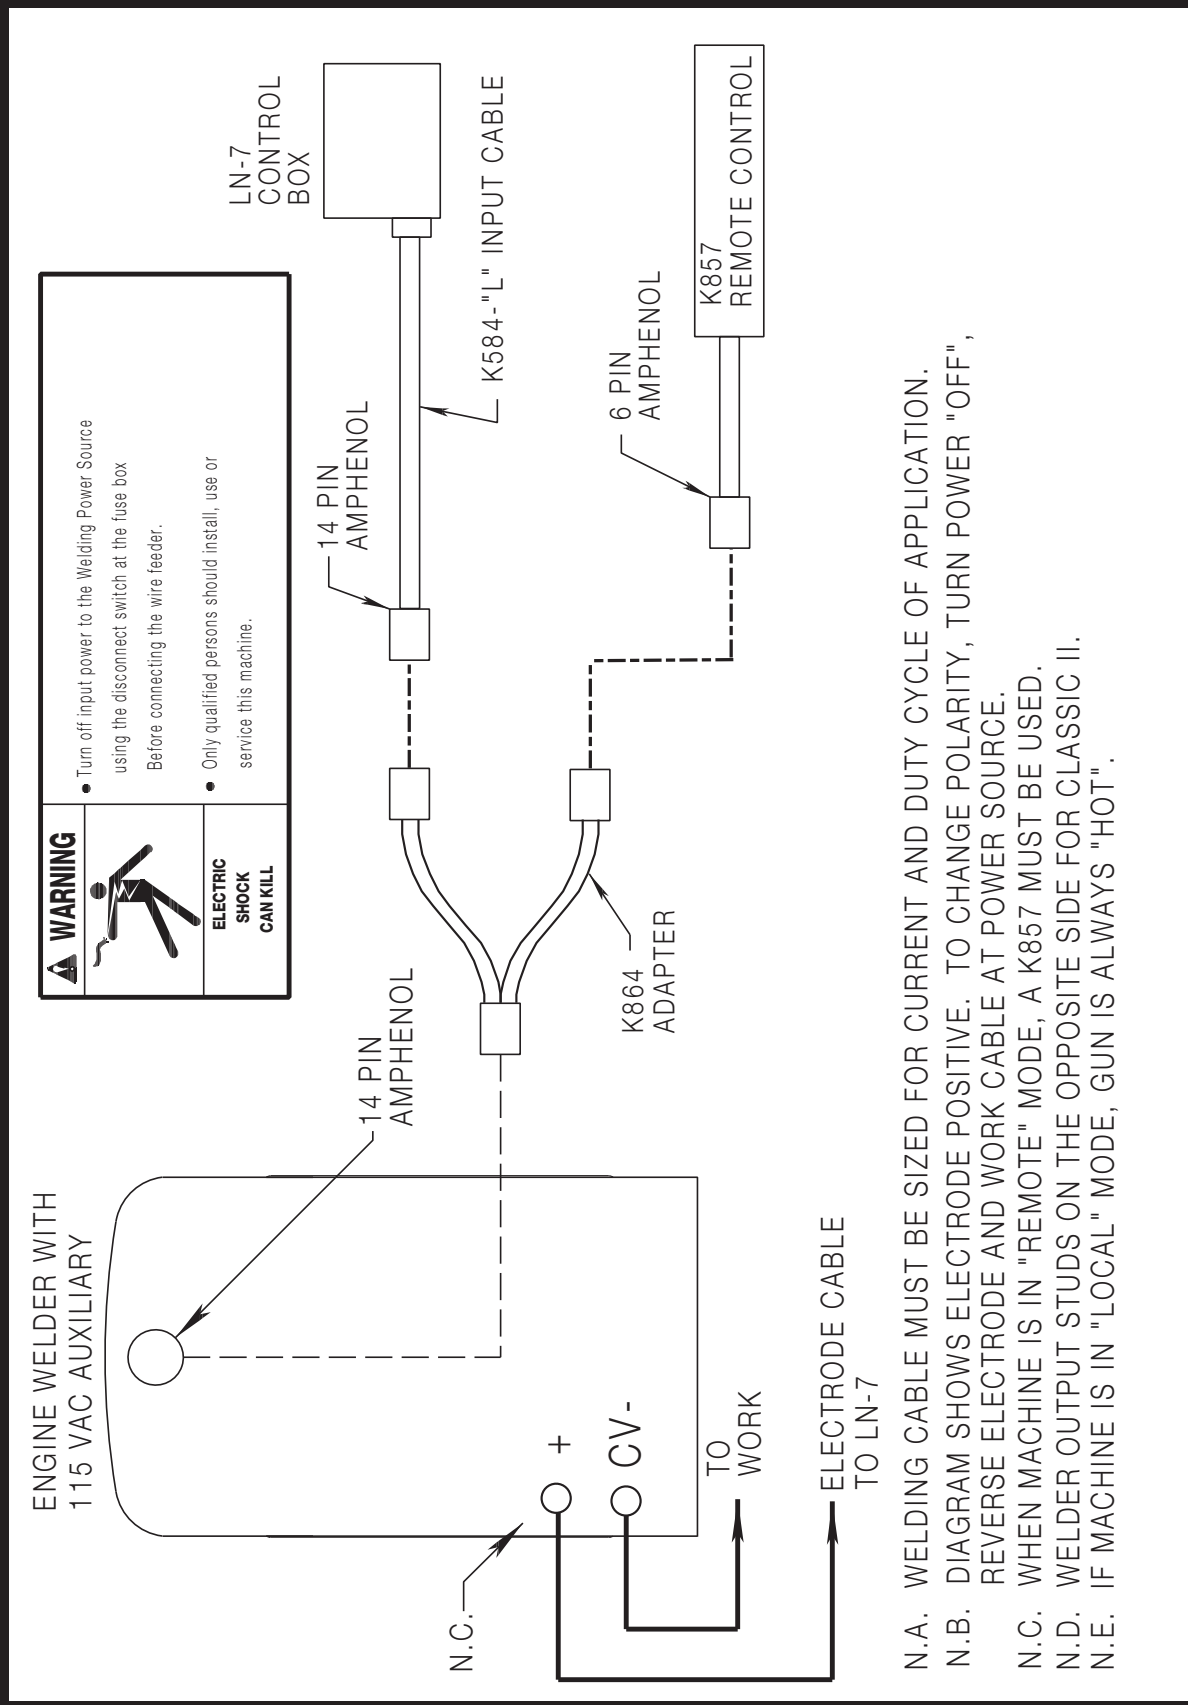 ENGINE WELDER WITH
115 VAC AUXILIARY
WARNING
ELECTRIC
SHOCK
CAN KILL
● Turn off input power to the Welding Power Source
using the disconnect switch at the fuse box
Before connecting the wire feeder.
● Only qualified persons should install, use or
service this machine.
LN-7
CONTROL
BOX
14 PIN
AMPHENOL
14 PIN
AMPHENOL
K584-"L" INPUT CABLE
N.C.
+
CV-
K864
ADAPTER
6 PIN
AMPHENOL
K857
REMOTE CONTROL
TO
WORK
ELECTRODE CABLE
TO LN-7
N.A. WELDING CABLE MUST BE SIZED FOR CURRENT AND DUTY CYCLE OF APPLICATION.
N.B. DIAGRAM SHOWS ELECTRODE POSITIVE. TO CHANGE POLARITY, TURN POWER "OFF",
REVERSE ELECTRODE AND WORK CABLE AT POWER SOURCE.
N.C. WHEN MACHINE IS IN "REMOTE" MODE, A K857 MUST BE USED.
N.D. WELDER OUTPUT STUDS ON THE OPPOSITE SIDE FOR CLASSIC II.
N.E. IF MACHINE IS IN "LOCAL" MODE, GUN IS ALWAYS "HOT".